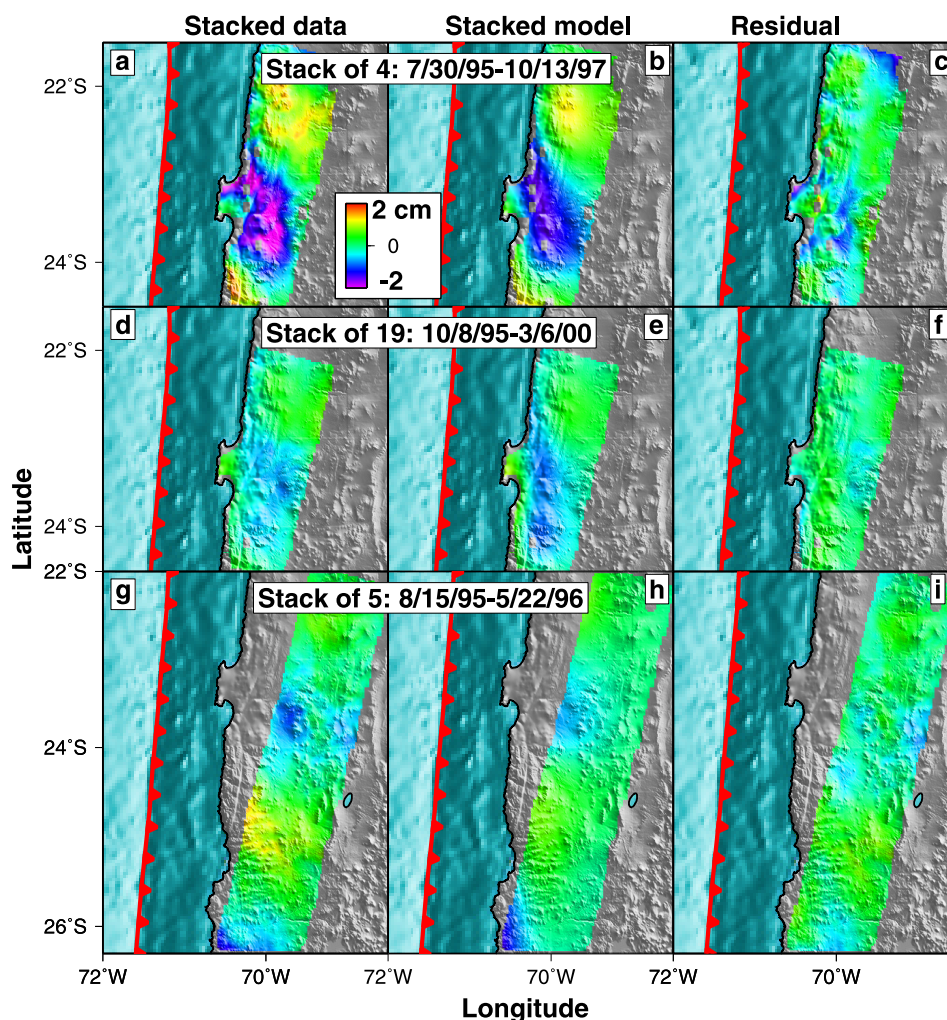 Stacked data Stacked model Residual
a b c
Stack of 4: 7/30/95-10/13/97
22˚S
2 cm
0
-2
24˚S
d e f
Stack of 19: 10/8/95-3/6/00
22˚S
24˚S
22˚S
g h i
Stack of 5: 8/15/95-5/22/96
24˚S
26˚S
72˚W 70˚W 72˚W 70˚W 72˚W 70˚W
Latitude
Longitude